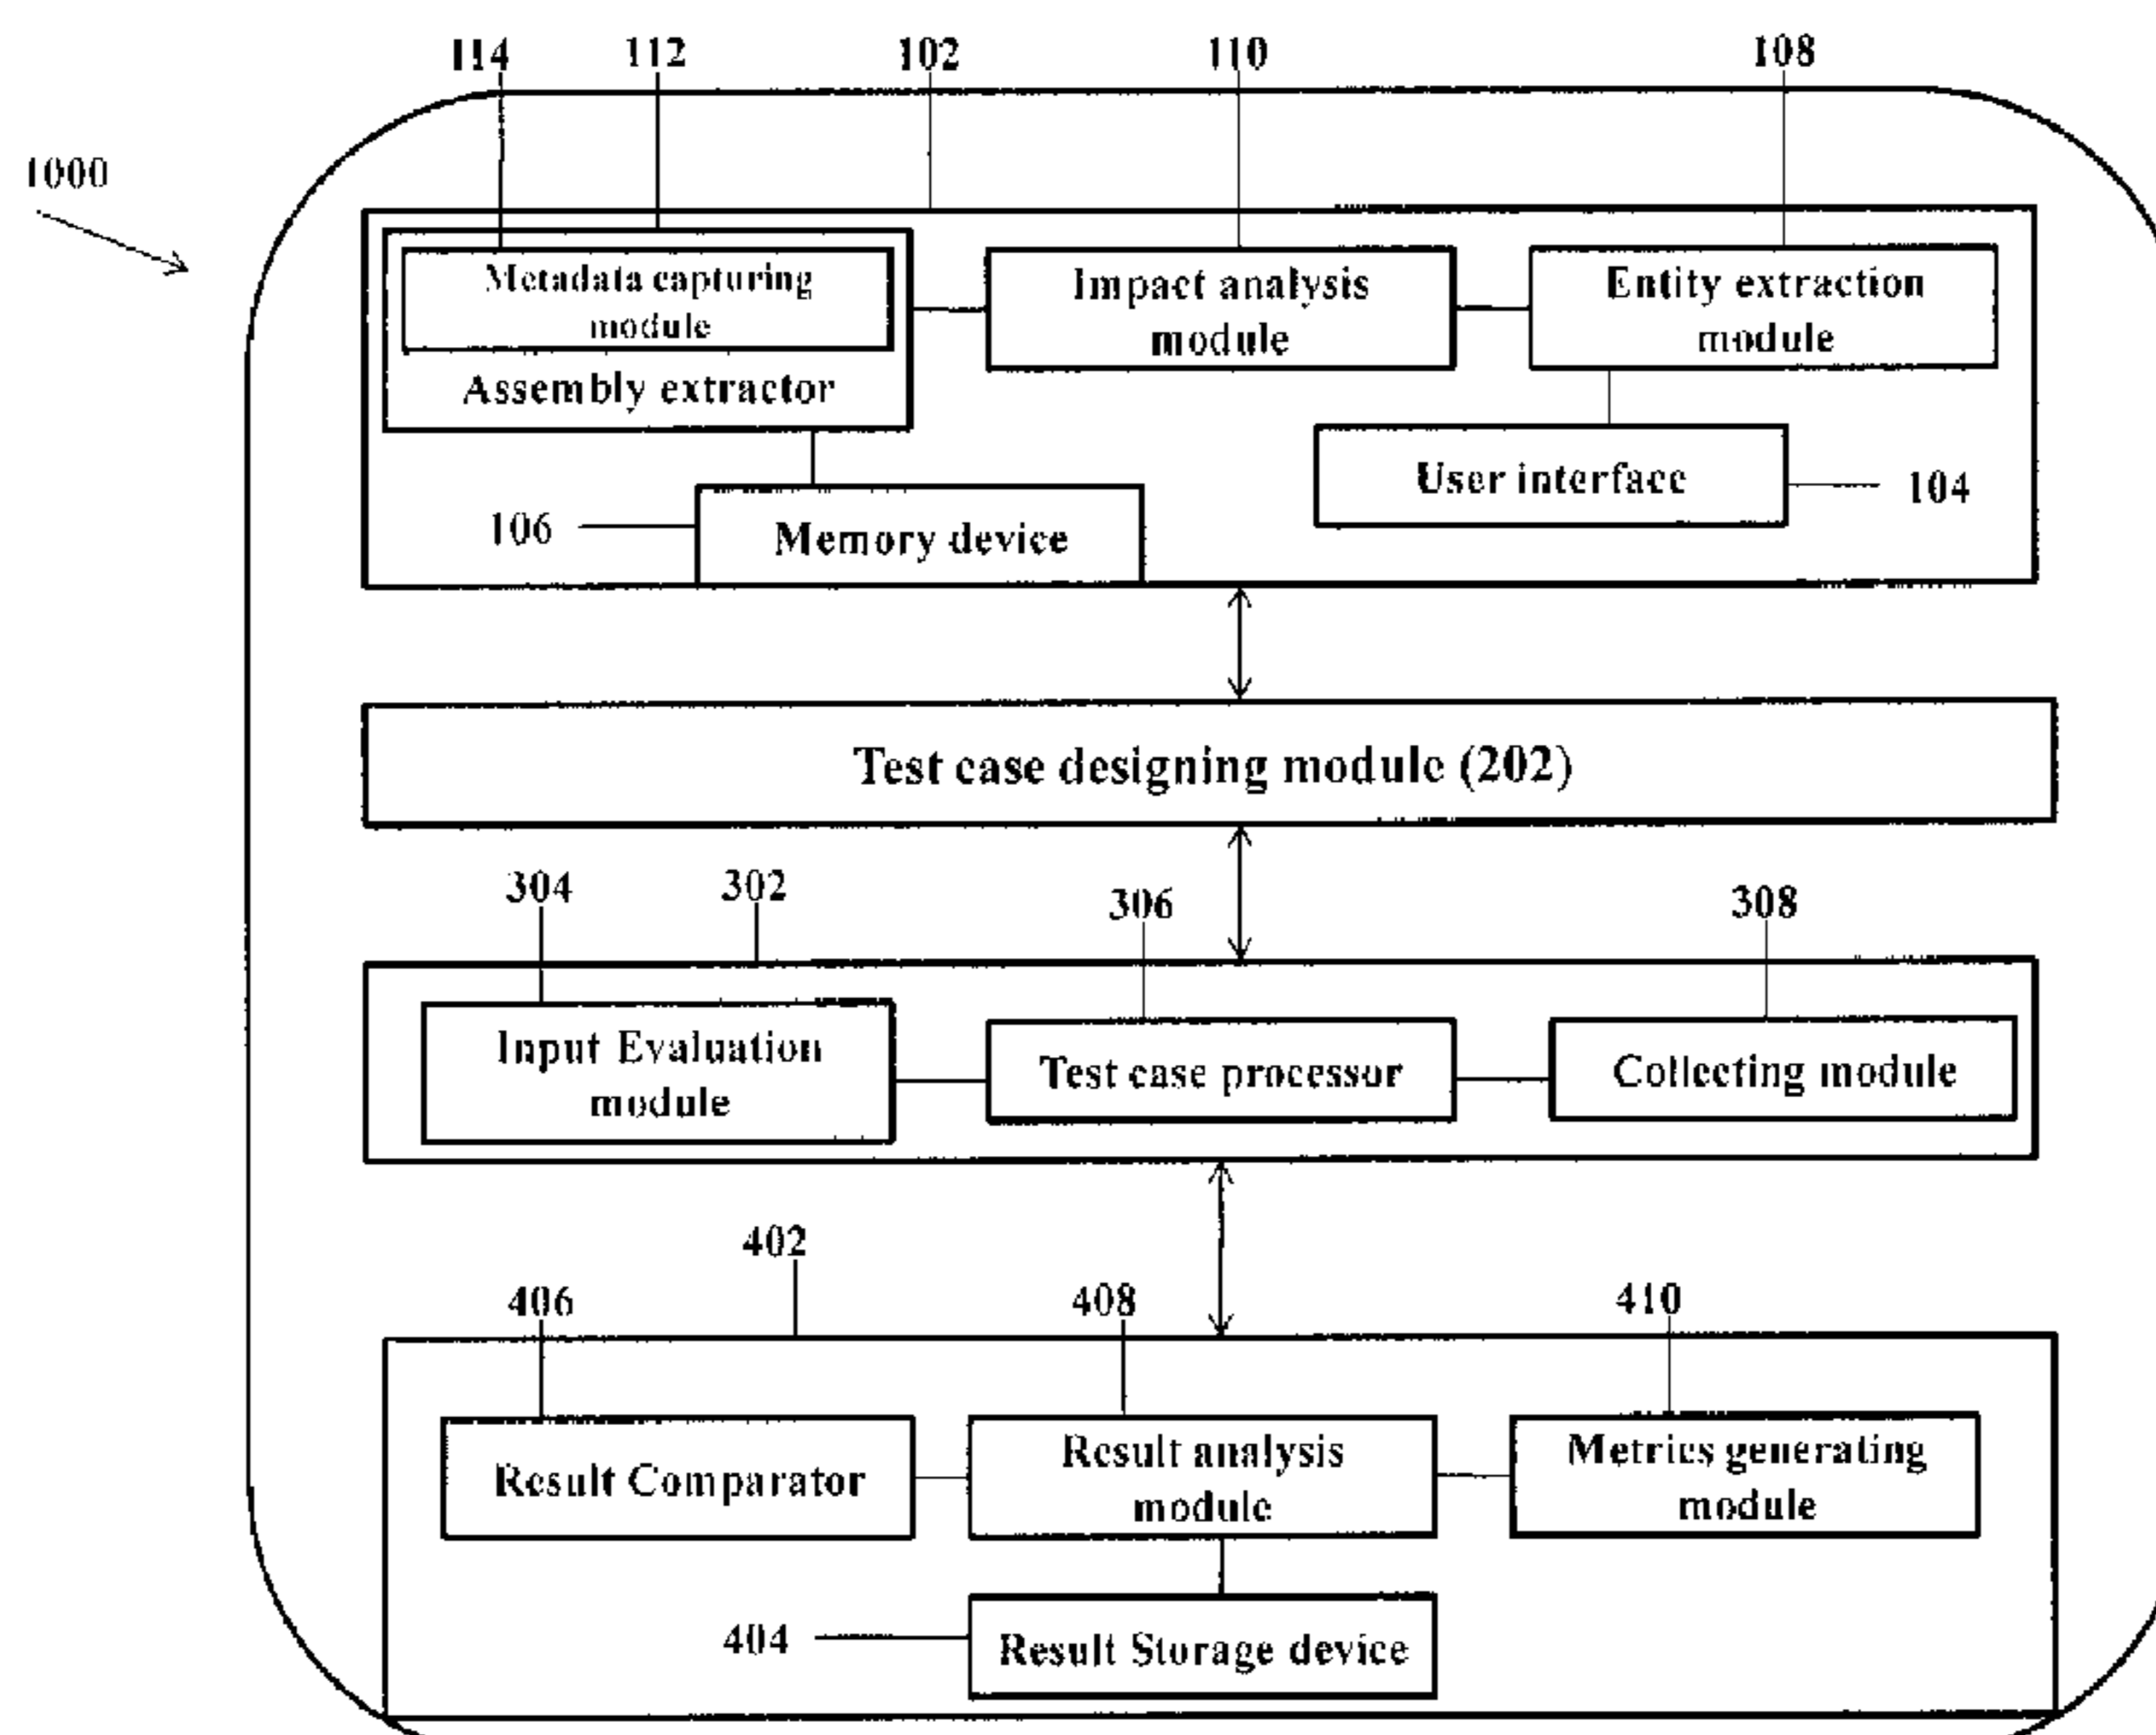 114
112
102
110
108
1000
Metadata capturing
module
Impact analysis
module
Entity extraction
module
Assembly extractor
User interface
104
106
Memory device
Test case designing module (202)
304
302
306
308
Input Evaluation
module
Test case processor
Collecting module
402
406
408
410
Result Comparator
Result analysis
module
Metrics generating
module
404
Result Storage device